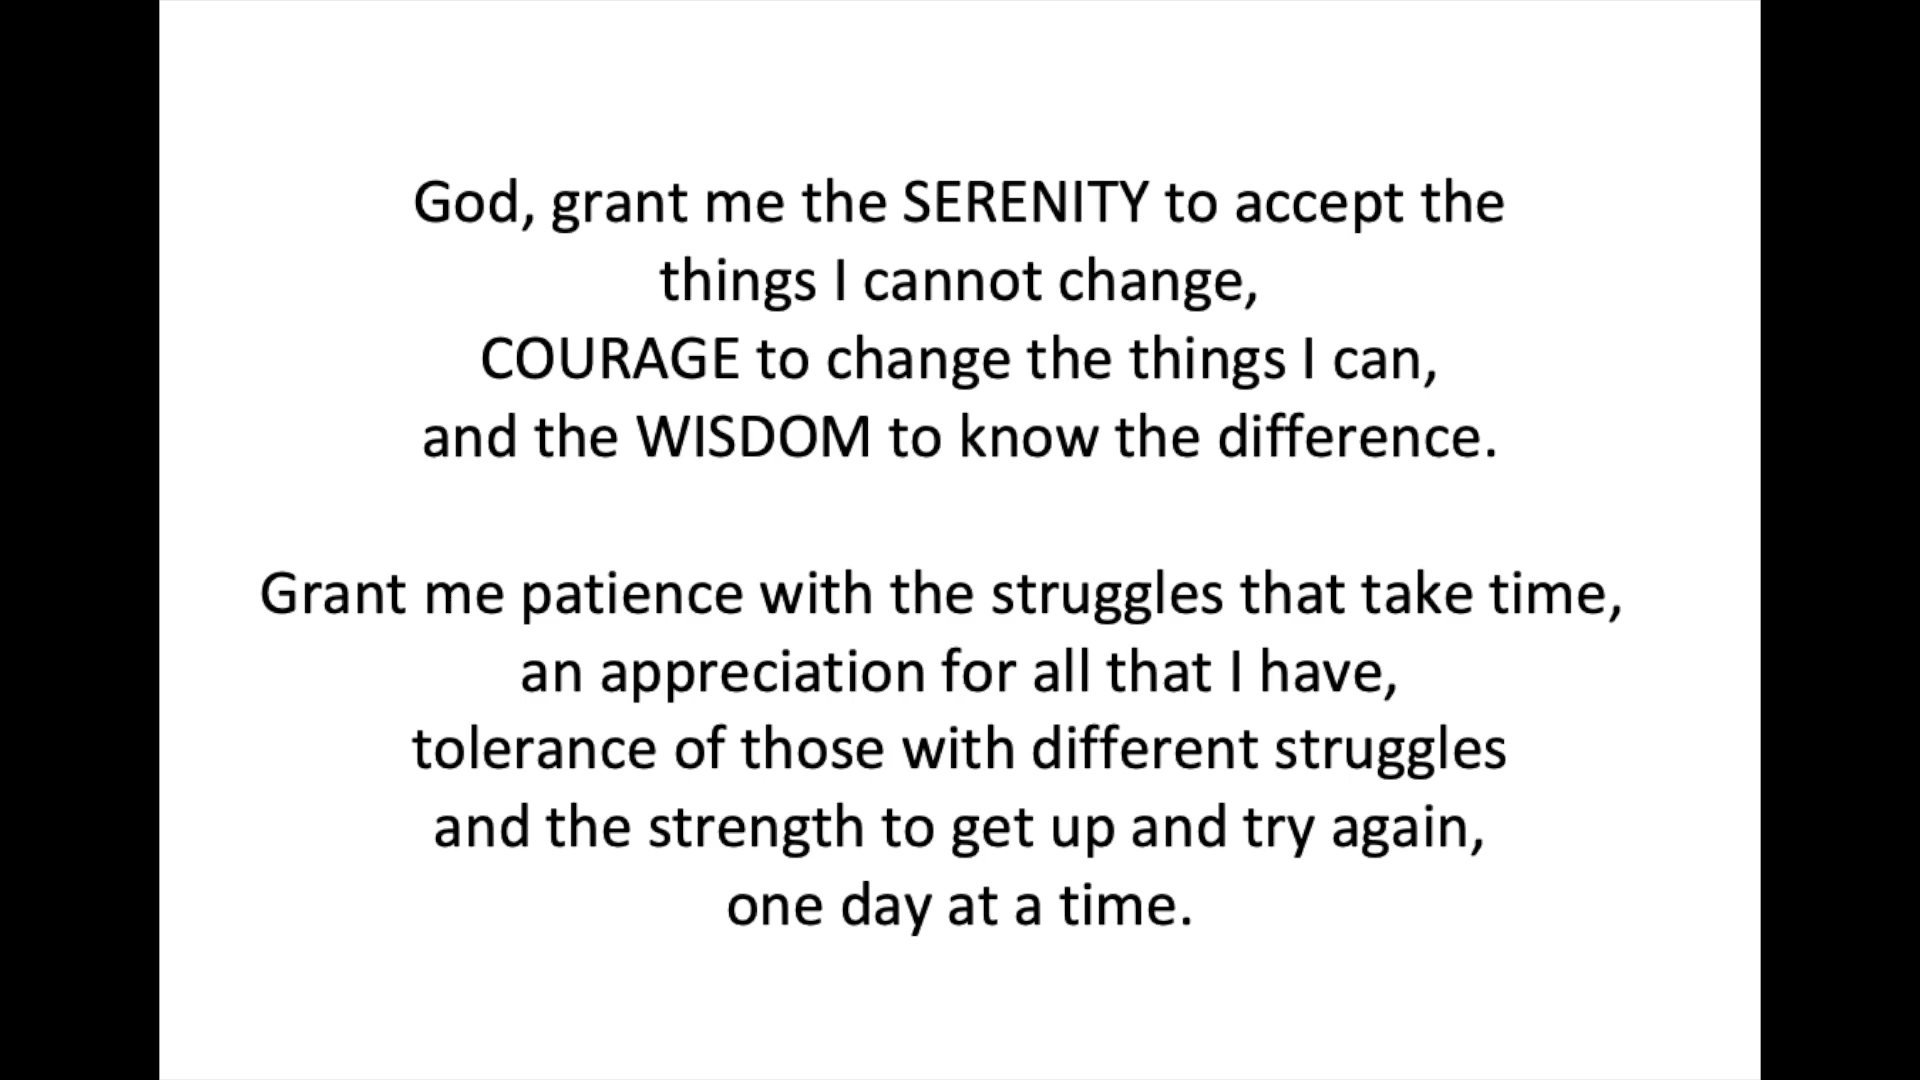 God, grant me the SERENITY to accept the
things I cannot change,
COURAGE to change the things I can,
and the WISDOM to know the difference.
Grant me patience with the struggles that take time,
an appreciation for all that I have,
tolerance of those with different struggles
and the strength to get up and try again,
one day at a time.